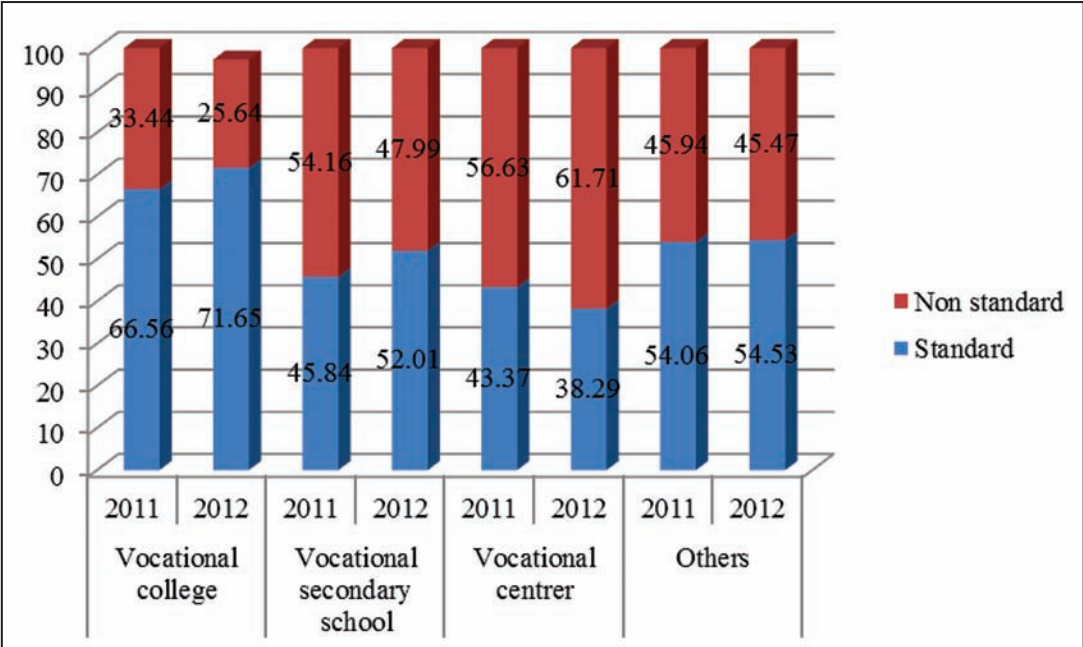 100
90
80
70
60
50
40
30
20
10
0
33.44
25.64
54.16
47.99
56.63
61.71
45.94
45.47
66.56
71.65
45.84
52.01
43.37
38.29
54.06
54.53
Non standard
Standard
2011 2012 2011 2012 2011 2012 2011 2012
Vocational
college
Vocational
secondary
school
Vocational
centrer
Others